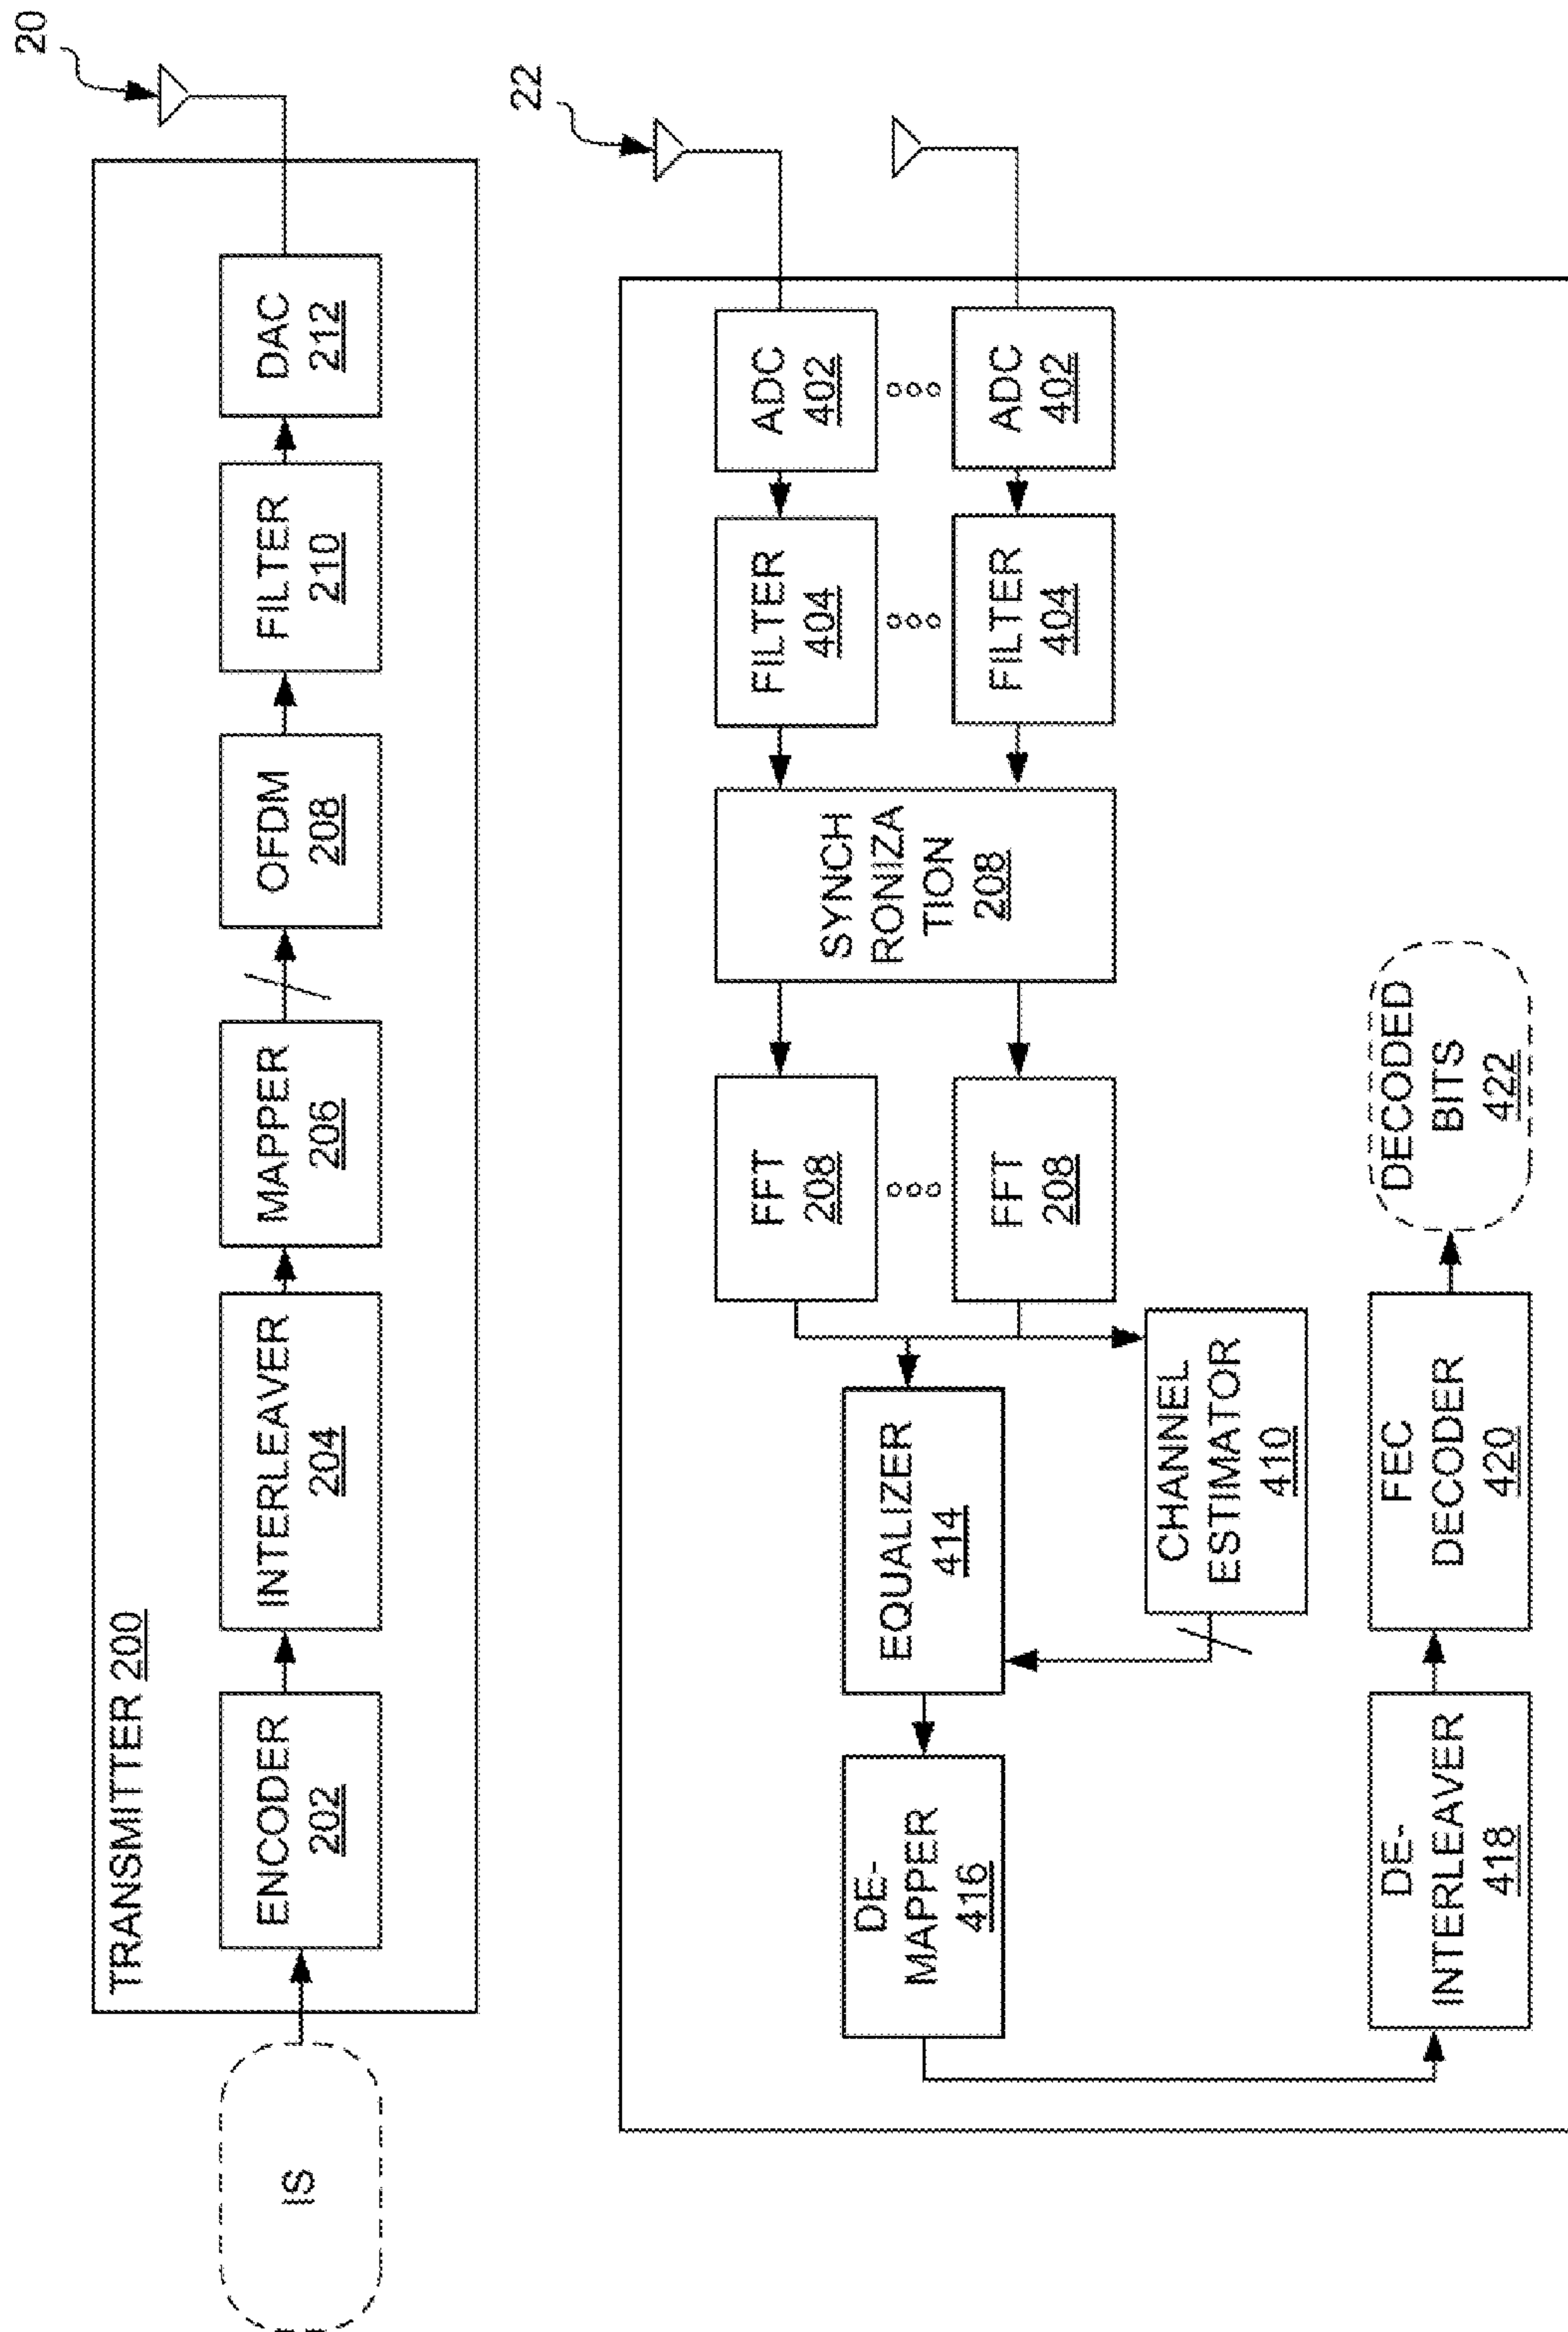 TRANSMITTER 200
20
IS
ENCODER
202
INTERLEAVER
204
MAPPER
206
OFDM
208
FILTER
210
DAC
212
22
ADC
402
FILTER
404
SYNCH
RONIZA
TION
208
FFT
208
ADC
402
FILTER
404
FFT
208
EQUALIZER
414
DE-
MAPPER
416
CHANNEL
ESTIMATOR
410
DE-
INTERLEAVER
418
FEC
DECODER
420
DECODED
BITS
422